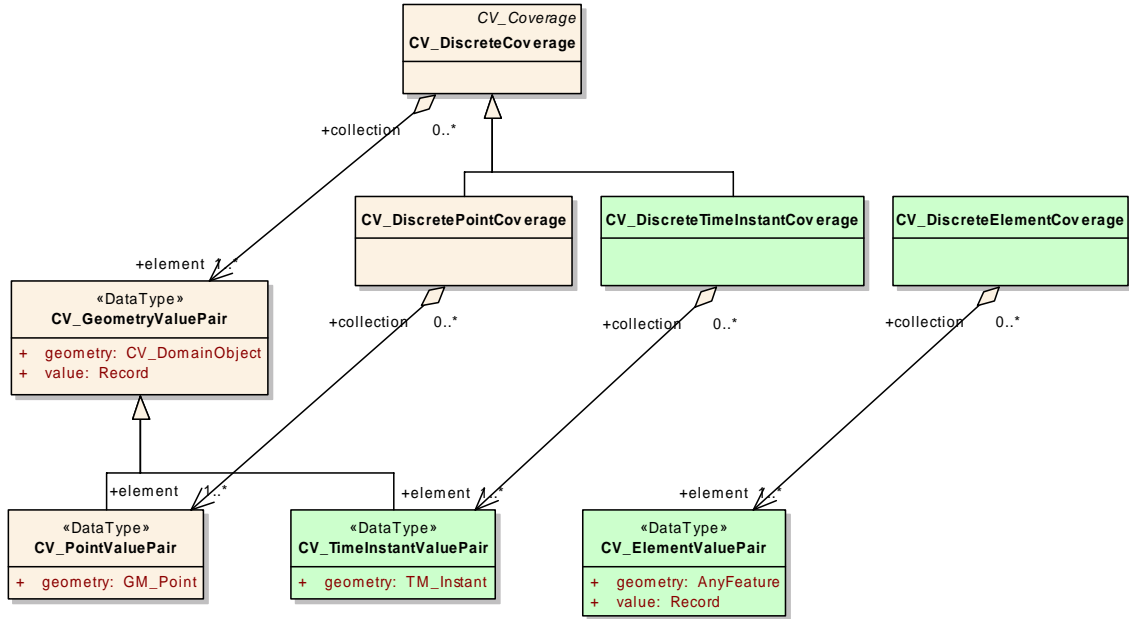 CV_Coverage
CV_DiscreteCoverage
+collection 0..*
CV_DiscretePointCoverage
CV_DiscreteTimeInstantCoverage
CV_DiscreteElementCoverage
+element 1..*
«DataType»
CV_GeometryValuePair
+ geometry: CV_DomainObject
+ value: Record
+collection 0..*
+collection 0..*
+collection 0..*
+element 1..*
+element 1..*
+element 1..*
«DataType»
CV_PointValuePair
+ geometry: GM_Point
«DataType»
CV_TimeInstantValuePair
+ geometry: TM_Instant
«DataType»
CV_ElementValuePair
+ geometry: AnyFeature
+ value: Record